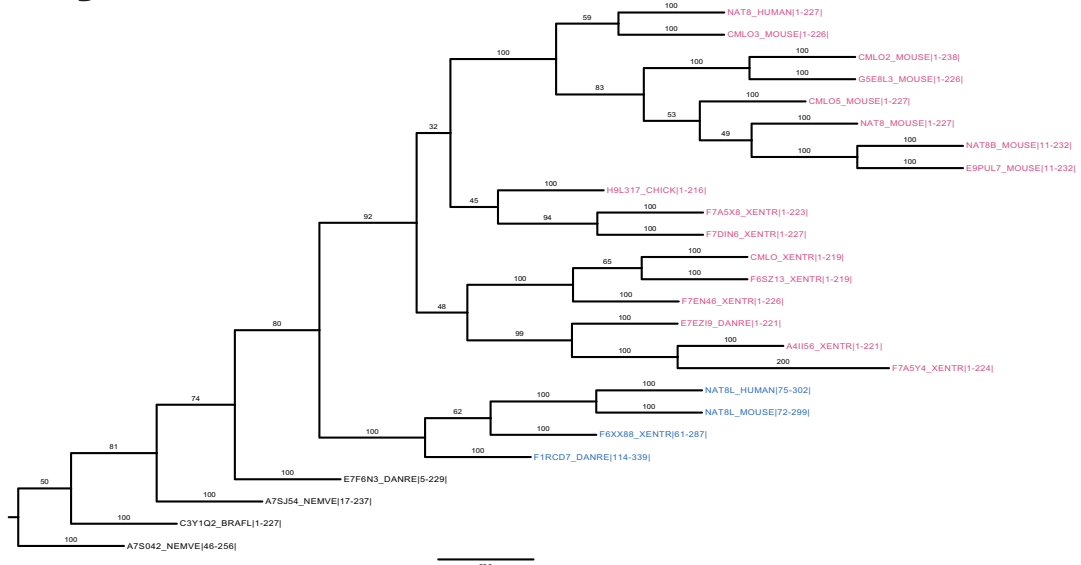 59
NAT8_HUMAN|1-227|
100
100
CMLO3_MOUSE|1-226|
100
100
CMLO2_MOUSE|1-238|
100
100
G5E8L3_MOUSE|1-226|
83
100
CMLO5_MOUSE|1-227|
53
100
NAT8_MOUSE|1-227|
49
100
NAT8B_MOUSE|11-232|
100
100
E9PUL7_MOUSE|11-232|
32
100
H9L317_CHICK|1-216|
45
100
F7A5X8_XENTR|1-223|
94
100
F7DIN6_XENTR|1-227|
92
100
CMLO_XENTR|1-219|
65
100
F6SZ13_XENTR|1-219|
100
100
F7EN46_XENTR|1-226|
48
100
E7EZI9_DANRE|1-221|
99
100
A4II56_XENTR|1-221|
100
200
F7A5Y4_XENTR|1-224|
80
100
NAT8L_HUMAN|75-302|
100
100
NAT8L_MOUSE|72-299|
62
100
F6XX88_XENTR|61-287|
100
100
F1RCD7_DANRE|114-339|
74
100
E7F6N3_DANRE|5-229|
81
100
A7SJ54_NEMVE|17-237|
50
100
C3Y1Q2_BRAFL|1-227|
100
A7S042_NEMVE|46-256|